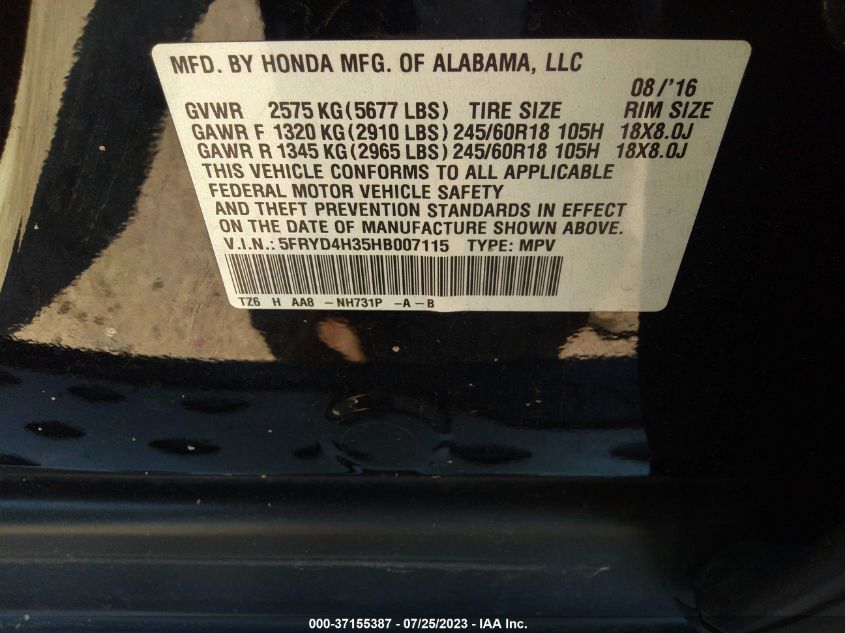 MFD. BY HONDA MFG. OF ALABAMA, LLC
08/'16
GVWR 2575 KG(5677 LBS) TIRE SIZE RIM SIZE
GAWR F 1320 KG(2910 LBS) 245/60R18 105H 18X8.0J
GAWR R 1345 KG(2965 LBS) 245/60R18 105H 18X8.0J
THIS VEHICLE CONFORMS TO ALL APPLICABLE
FEDERAL MOTOR VEHICLE SAFETY
AND THEFT PREVENTION STANDARDS IN EFFECT
ON THE DATE OF MANUFACTURE SHOWN ABOVE.
V.I.N.: 5FRYD4H35HB007115 TYPE: MPV
TZ6 H AA8 - NH731P -A-B
000-37155387 - 07/25/2023 - IAA Inc.